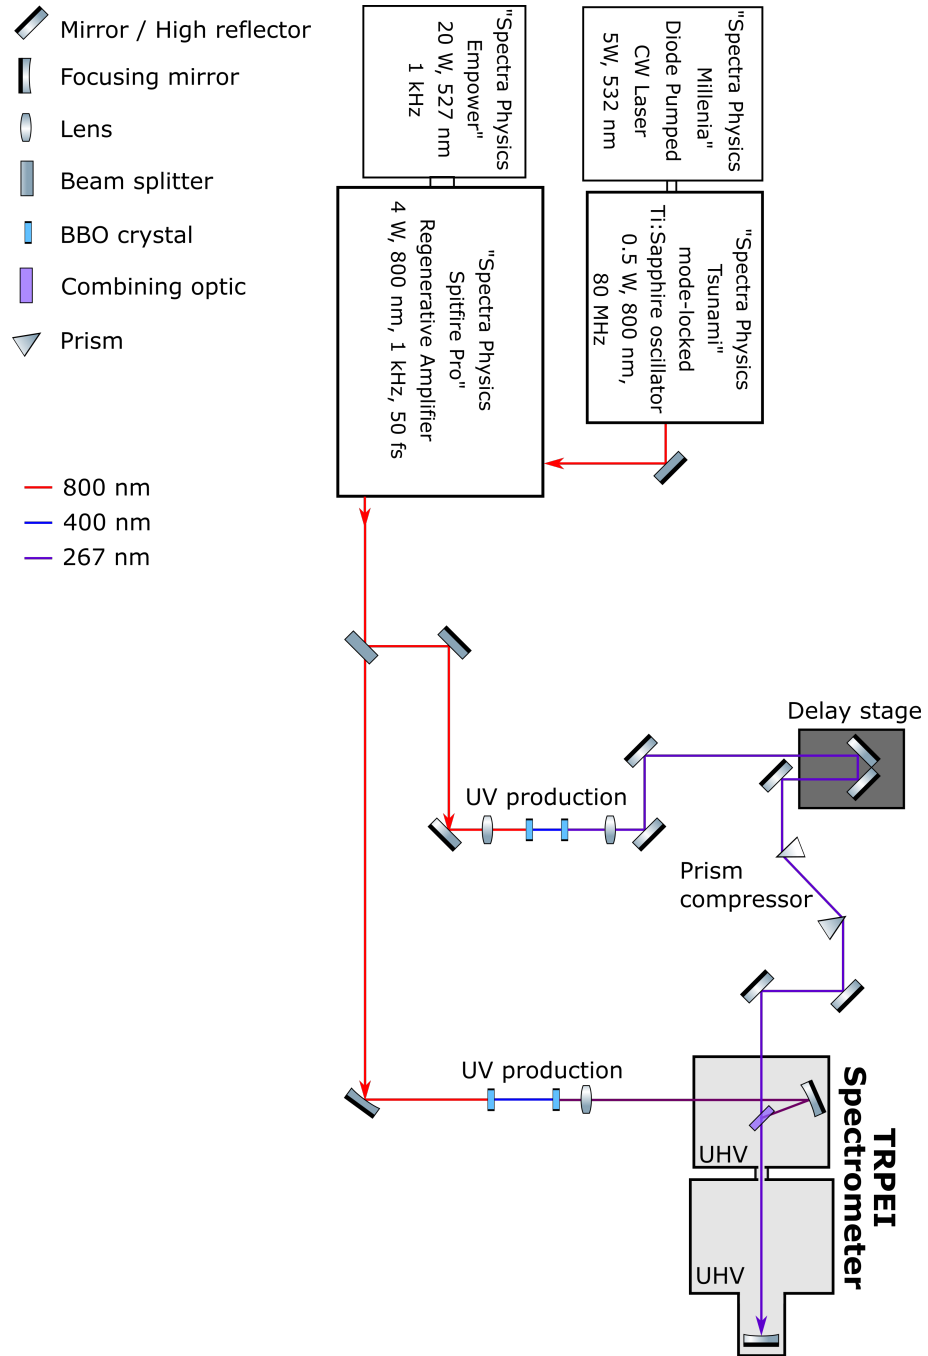 Mirror / High reflector
Focusing mirror
Lens
Beam splitter
BBO crystal
Combining optic
Prism
800 nm
400 nm
267 nm
"Spectra Physics
Empower"
20 W, 527 nm
1 kHz
"Spectra Physics
Millenia"
Diode Pumped
CW Laser
5W, 532 nm
"Spectra Physics
Spitfire Pro"
Regenerative Amplifier
4 W, 800 nm, 1 kHz, 50 fs
"Spectra Physics
Tsunami"
mode-locked
Ti:Sapphire oscillator
0.5 W, 800 nm,
80 MHz
Delay stage
UV production
Prism
compressor
UV production
UHV
UHV
TRPEI
Spectrometer